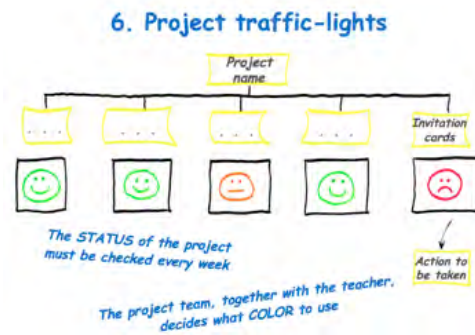 6. Project traffic-lights
Project
name
. . . .
. . . .
. . . .
. . . .
Invitation
cards
The STATUS of the project
must be checked every week
Action to
be taken
The project team, together with the teacher,
decides what COLOR to use